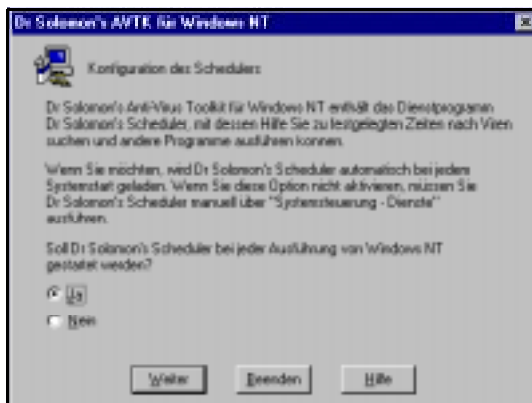 Dr Solomon's AVTK für Windows NT
Konfiguration des Schedulers
Dr Solomon's Anti-Virus Toolkit für Windows NT enthält das Dienstprogramm
Dr Solomon's Scheduler, mit dessen Hilfe Sie zu festgelegten Zeiten nach Viren
suchen und andere Programme ausführen können.
Wenn Sie möchten, wird Dr Solomon's Scheduler automatisch bei jedem
Systemstart geladen. Wenn Sie diese Option nicht aktivieren, müssen Sie
Dr Solomon's Scheduler manuell über "Systemsteuerung - Dienste"
ausführen.
Soll Dr Solomon's Scheduler bei jeder Ausführung von Windows NT
gestartet werden?
Ja
Nein
Weiter Beenden Hilfe